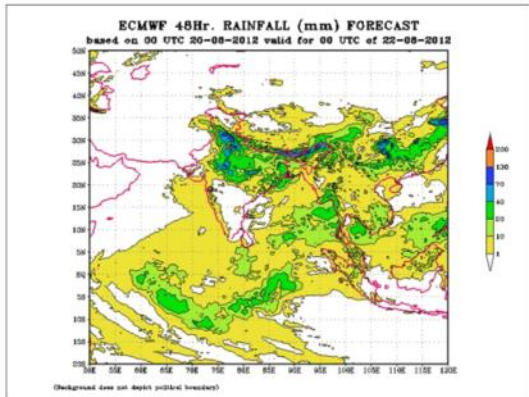 ECMWF 48Hr. RAINFALL (mm) FORECAST
based on 00 UTC 20-08-2012 valid for 00 UTC of 22-08-2012
50N
45N
40N
35N
30N
25N
20N
15N
10N
5N
EQ
5S
10S
15S
20S
50E 55E 60E 65E 70E 75E 80E 85E 90E 95E 100E 105E 110E 115E 120E
200
130
70
40
20
10
1
(Background does not depict political boundary)